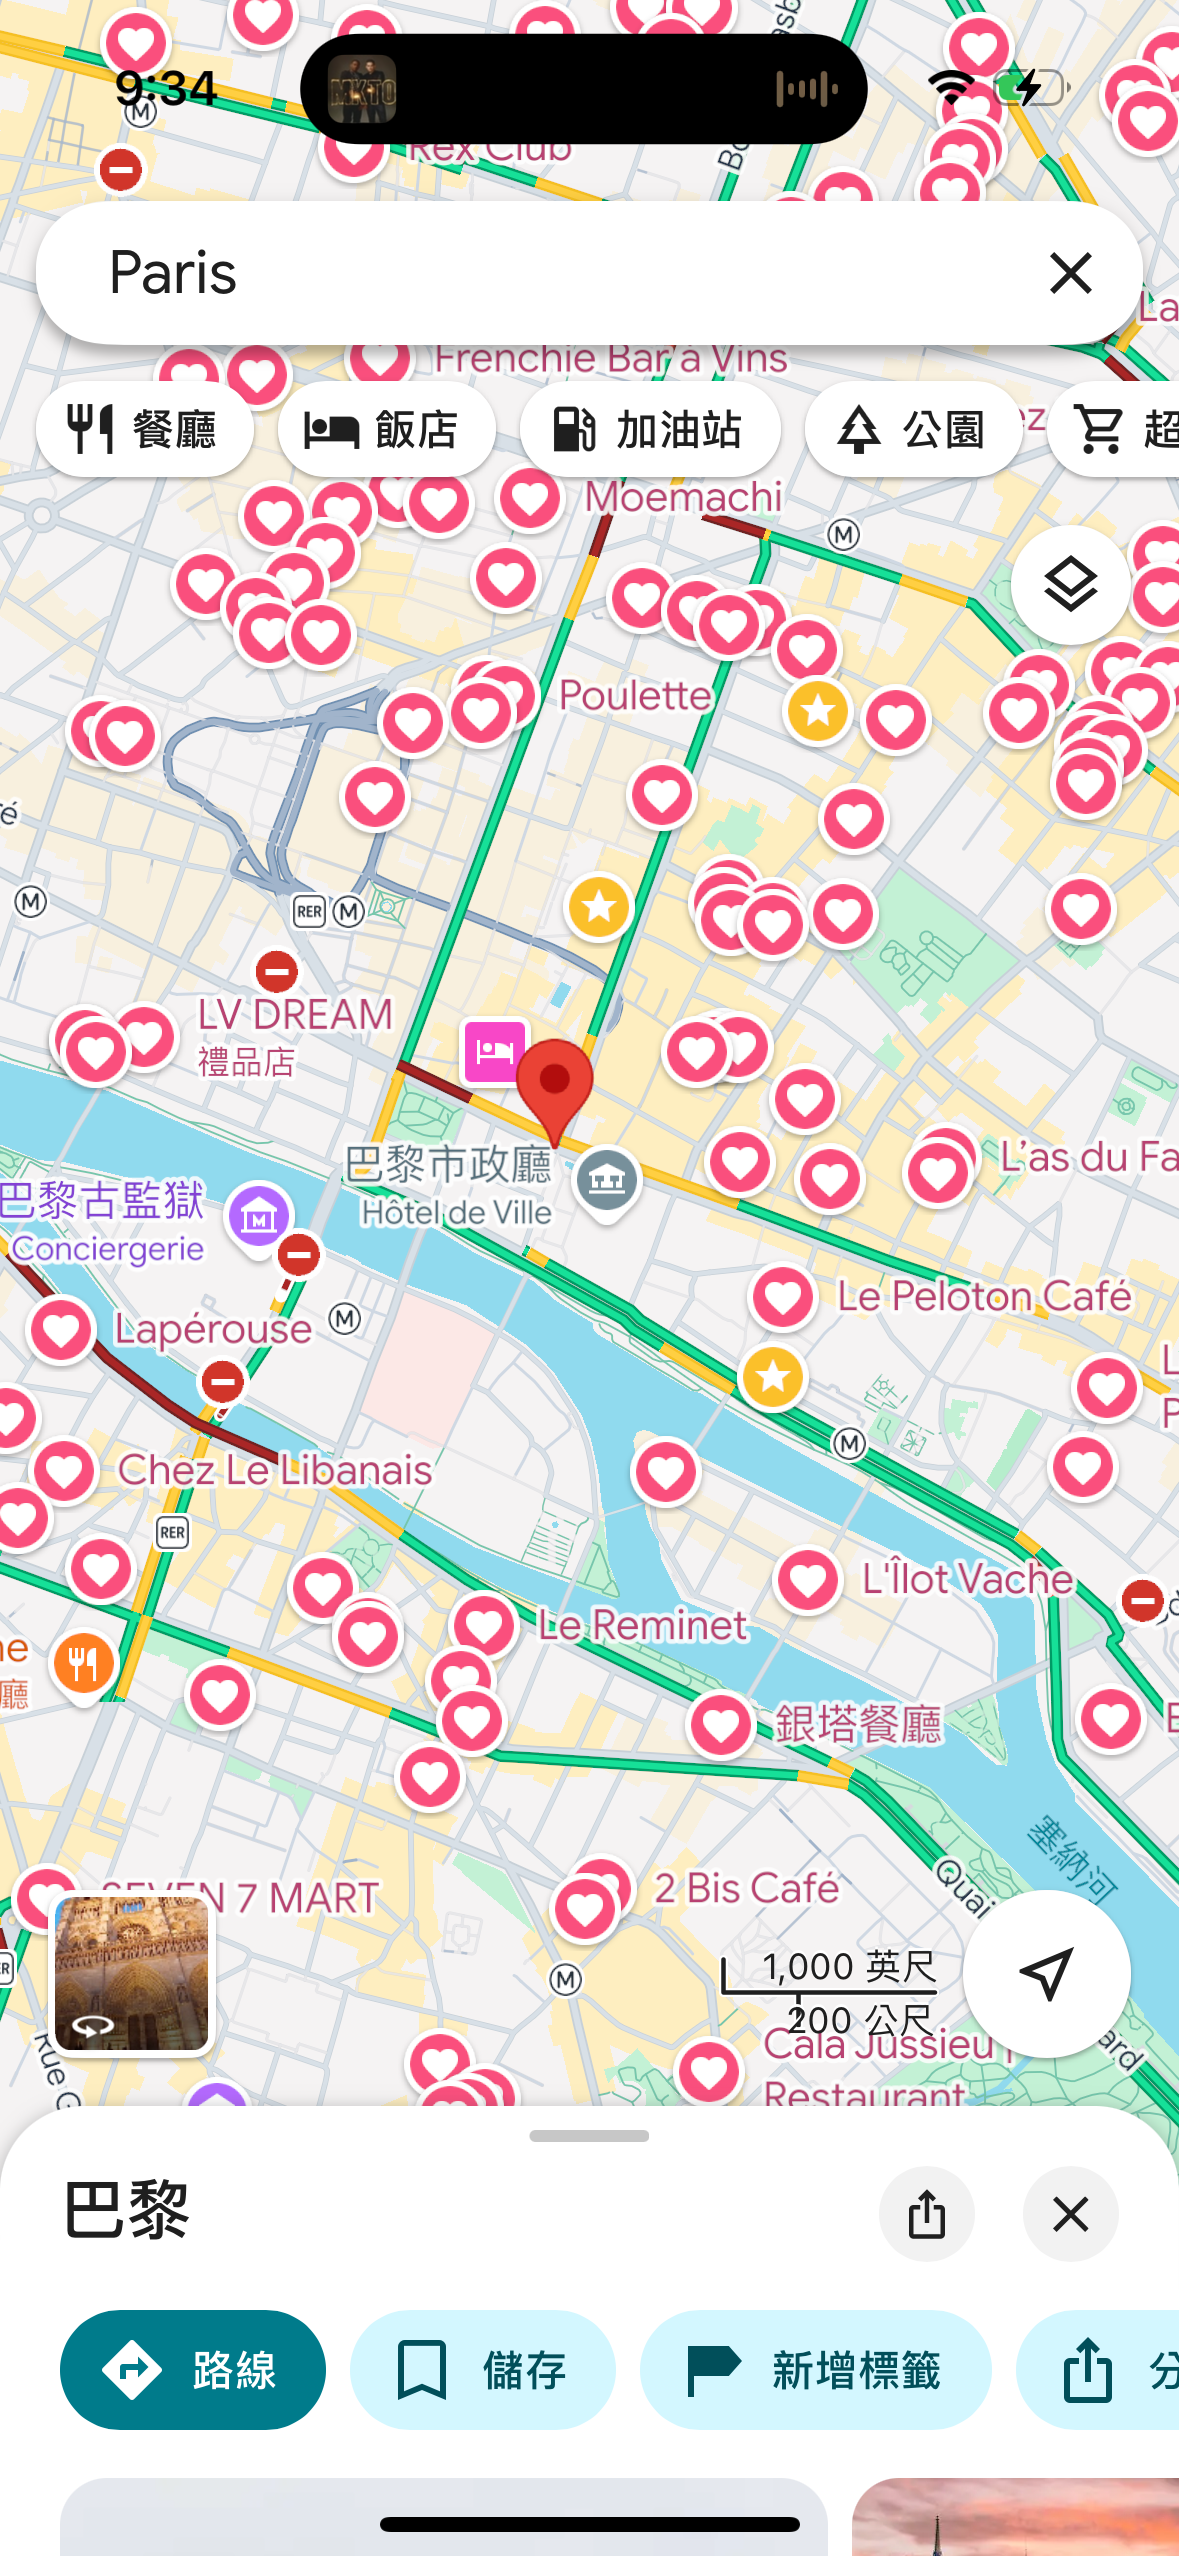 9:34
MKTO
Rex Club
Paris
Frenchie Bar à Vins
餐廳
飯店
加油站
公園
超
Moemachi
M
Poulette
M
RER
M
LV DREAM
禮品店
巴黎市政廳
Hôtel de Ville
L'as du Fa
巴黎古監獄
Conciergerie
Le Peloton Café
Lapérouse
M
M
Chez Le Libanais
RER
L'Îlot Vache
Le Reminet
銀塔餐廳
塞納河
SEVEN 7 MART
2 Bis Café
Quai
M
1,000 英尺
200 公尺
Cala Jussieu
Restaurant
巴黎
路線
儲存
新增標籤
分